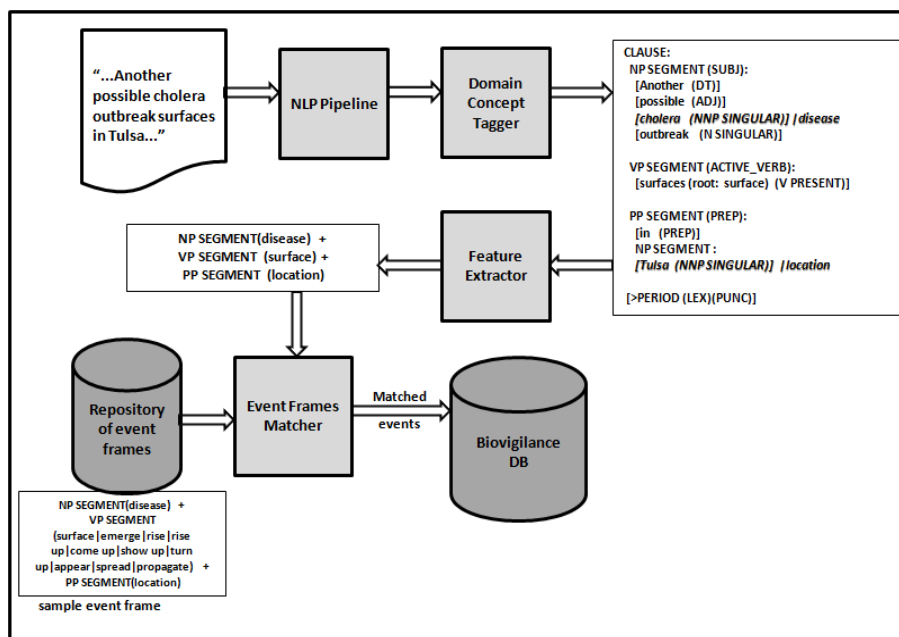 “...Another
possible cholera
outbreak surfaces
in Tulsa...”
NLP Pipeline
Domain
Concept
Tagger
CLAUSE:
NP SEGMENT (SUBJ):
[Another (DT)]
[possible (ADJ)]
[cholera (NNP SINGULAR)] /disease
[outbreak (N SINGULAR)]
VP SEGMENT (ACTIVE_VERB):
[surfaces (root: surface) (V PRESENT)]
PP SEGMENT (PREP):
[in (PREP)]
NP SEGMENT :
[Tulsa (NNP SINGULAR)] /location
[>PERIOD (LEX)(PUNC)]
Feature
Extractor
NP SEGMENT(disease) +
VP SEGMENT (surface) +
PP SEGMENT (location)
Repository
of event
frames
Event Frames
Matcher
Matched
events
Biovigilance
DB
NP SEGMENT(disease) +
VP SEGMENT
(surface|emerge|rise|rise
up|come up|show up|turn
up|appear|spread|propagate) +
PP SEGMENT(location)
sample event frame